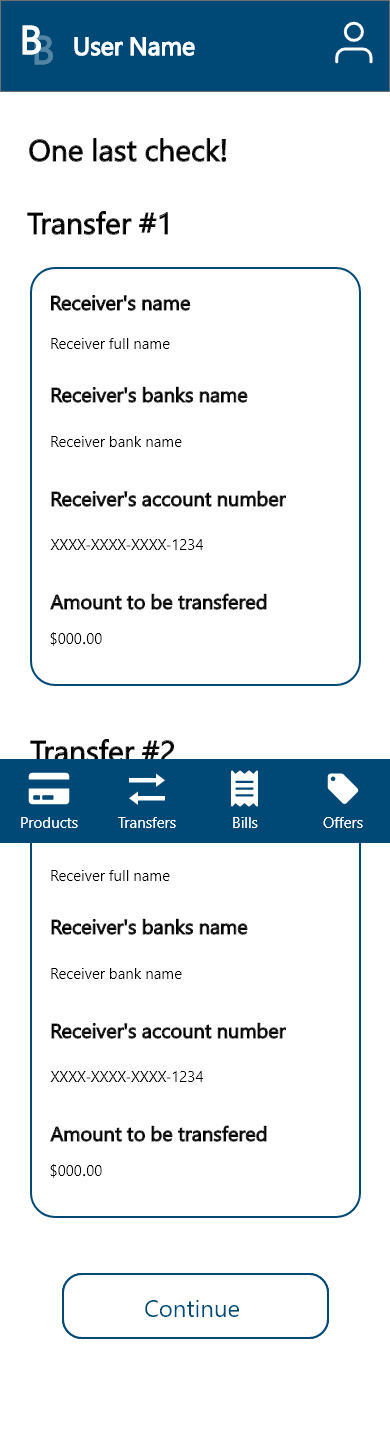 BB
User Name
One last check!
Transfer #1
Receiver's name
Receiver full name
Receiver's banks name
Receiver bank name
Receiver's account number
XXXX-XXXX-XXXX-1234
Amount to be transfered
$000.00
Transfer #2
Products Transfers Bills Offers
Receiver full name
Receiver's banks name
Receiver bank name
Receiver's account number
XXXX-XXXX-XXXX-1234
Amount to be transfered
$000.00
Continue